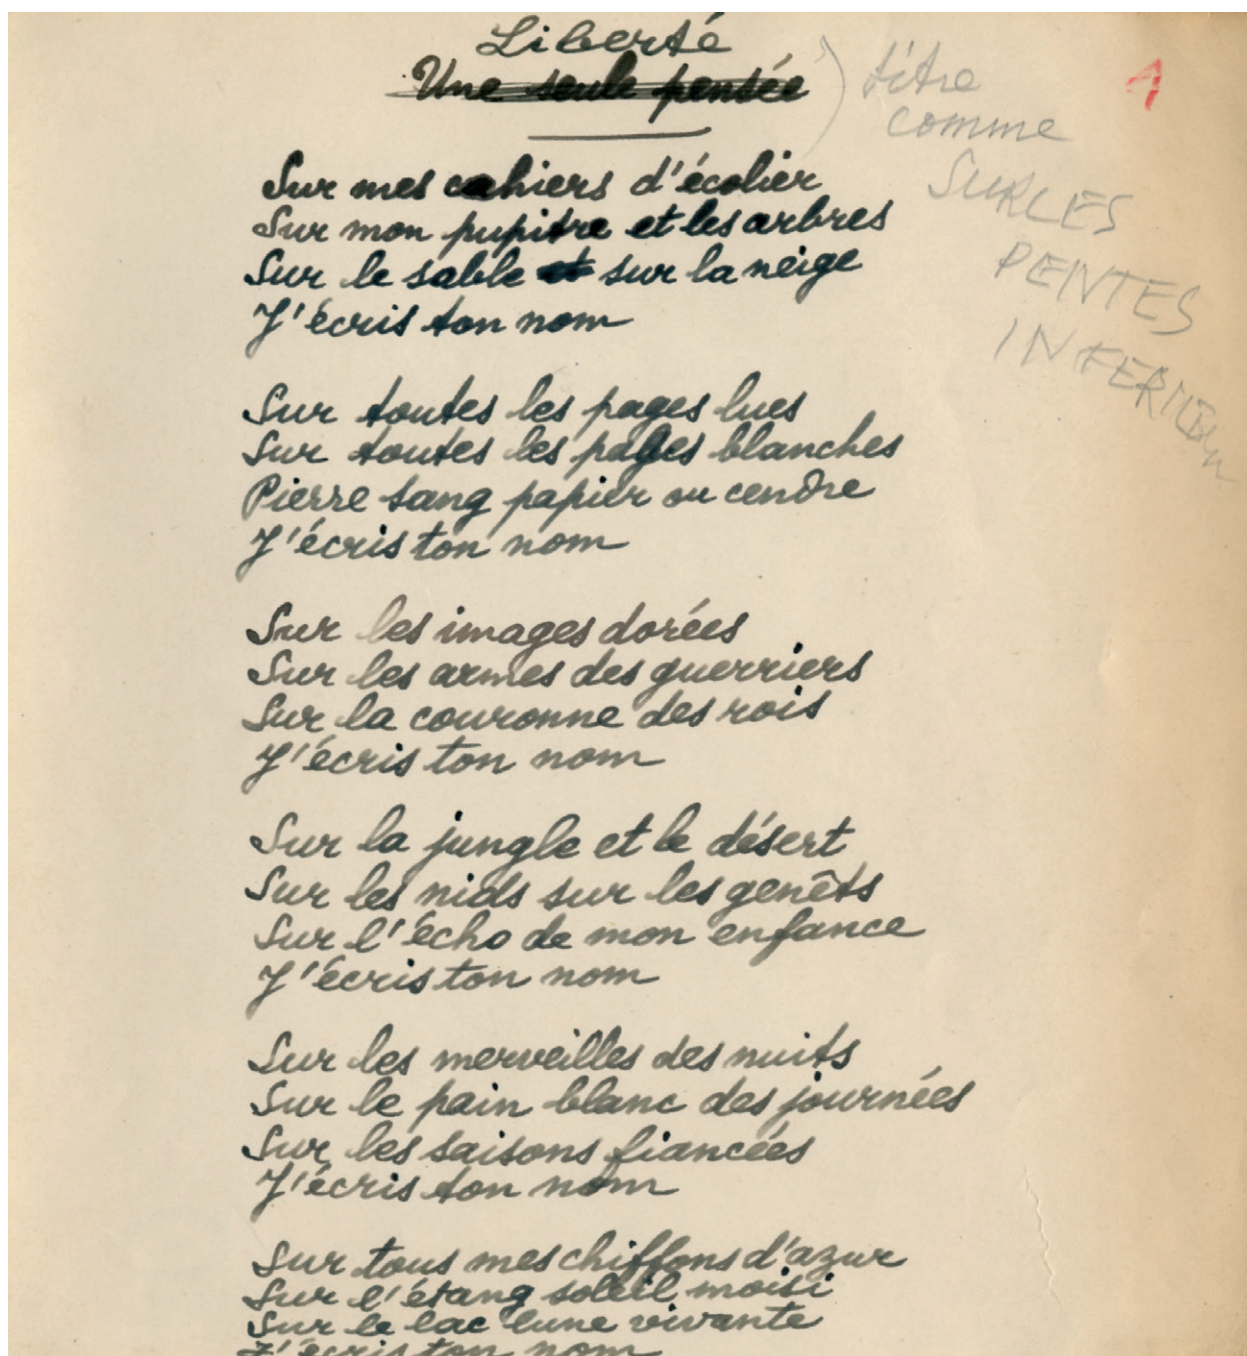 Liberté
Une seule pensée
titre
comme
SUR LES
PENTES
INFERIEURES
1
Sur mes cahiers d'écolier
Sur mon pupitre et les arbres
Sur le sable et sur la neige
J'écris ton nom
Sur toutes les pages lues
Sur toutes les pages blanches
Pierre sang papier ou cendre
J'écris ton nom
Sur les images dorées
Sur les armes des guerriers
Sur la couronne des rois
J'écris ton nom
Sur la jungle et le désert
Sur les nids sur les genêts
Sur l'écho de mon enfance
J'écris ton nom
Sur les merveilles des nuits
Sur le pain blanc des journées
Sur les saisons fiancées
J'écris ton nom
Sur tous mes chiffons d'azur
Sur l'étang soleil moisi
Sur le lac lune vivante
J'écris ton nom